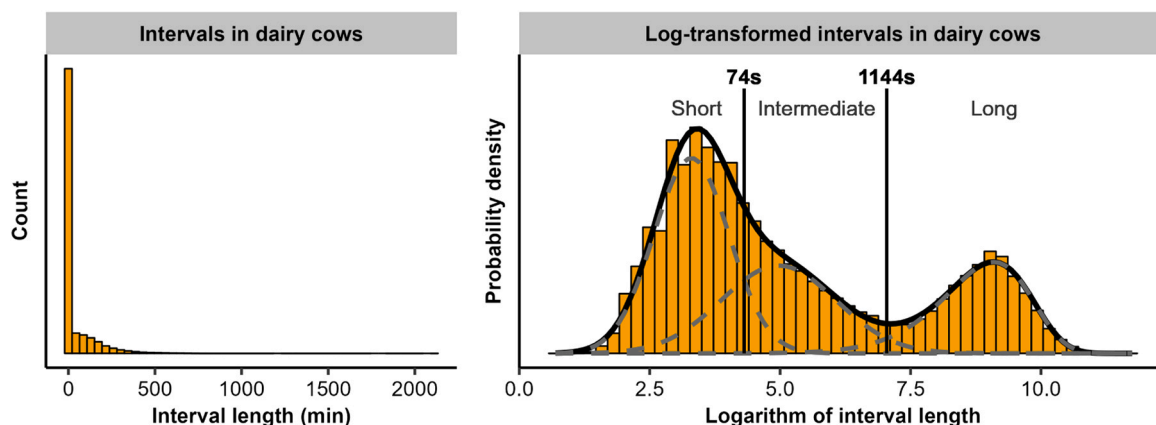 Intervals in dairy cows
Count
0
500
1000
1500
2000
Interval length (min)
Log-transformed intervals in dairy cows
74s
1144s
Short
Intermediate
Long
Probability density
0.0
2.5
5.0
7.5
10.0
Logarithm of interval length